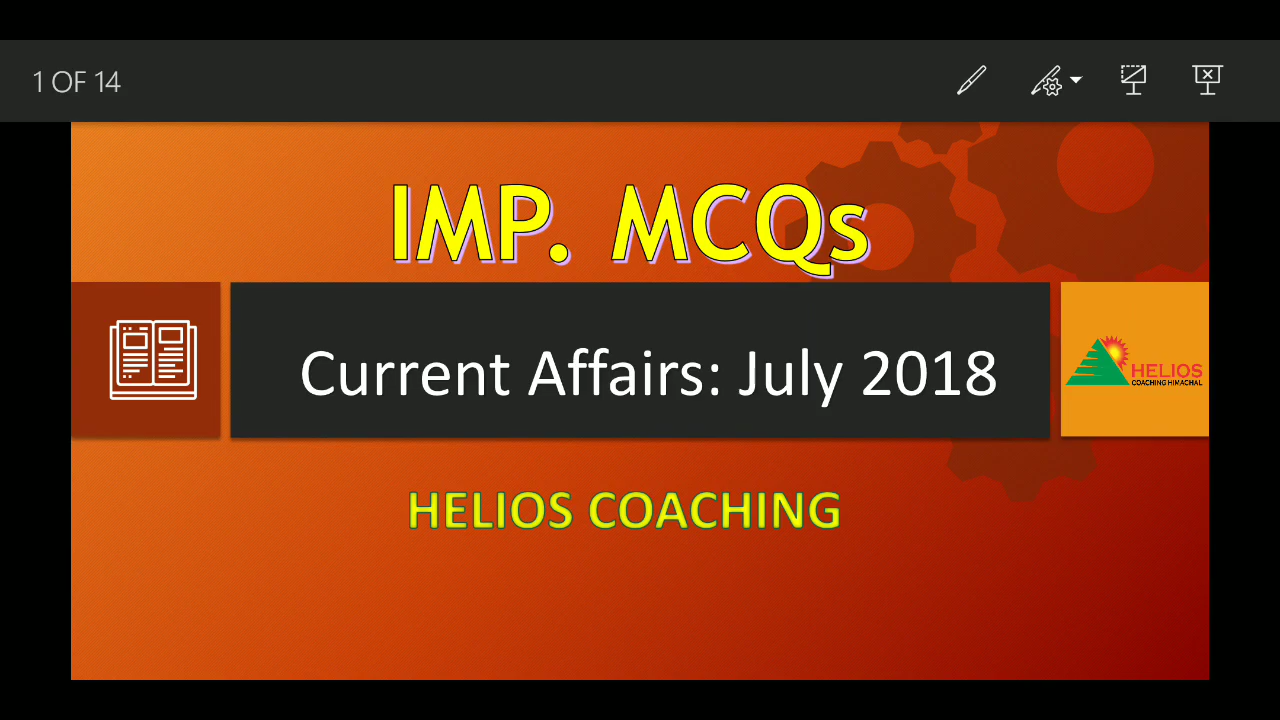 1 OF 14
IMP. MCQs
Current Affairs: July 2018
HELIOS
COACHING HIMACHAL
HELIOS COACHING